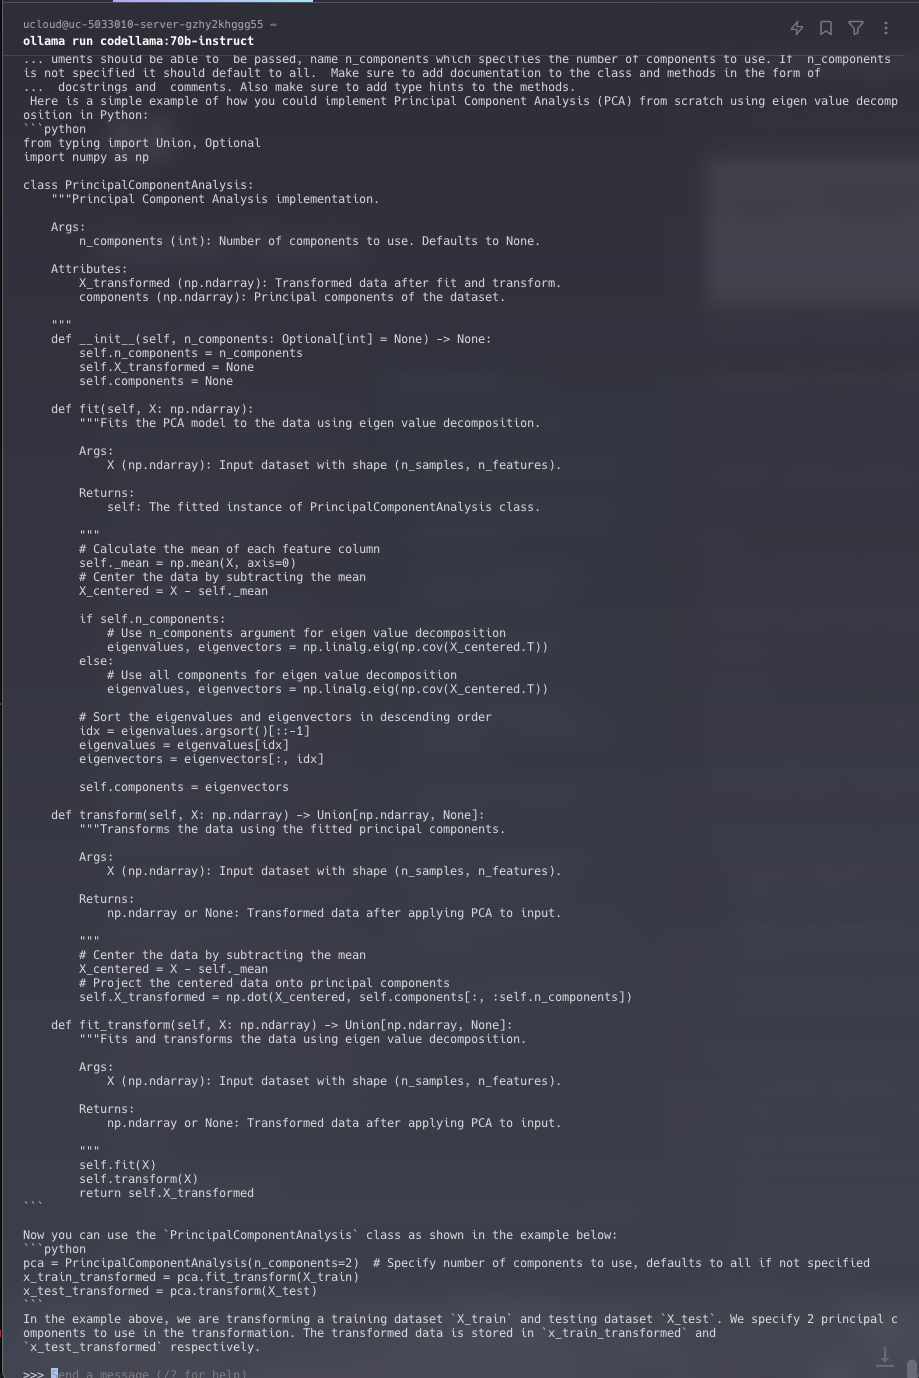 ucloud@uc-5033010-server-gzhy2khggg55 ~
ollama run codellama:70b-instruct
... uments should be able to  be passed, name n_components which specifies the number of components to use. If  n_components
is not specified it should default to all.  Make sure to add documentation to the class and methods in the form of
...  docstrings and  comments. Also make sure to add type hints to the methods.
 Here is a simple example of how you could implement Principal Component Analysis (PCA) from scratch using eigen value decomp
osition in Python:
```python
from typing import Union, Optional
import numpy as np

class PrincipalComponentAnalysis:
    """Principal Component Analysis implementation.

    Args:
        n_components (int): Number of components to use. Defaults to None.

    Attributes:
        X_transformed (np.ndarray): Transformed data after fit and transform.
        components (np.ndarray): Principal components of the dataset.

    """
    def __init__(self, n_components: Optional[int] = None) -> None:
        self.n_components = n_components
        self.X_transformed = None
        self.components = None

    def fit(self, X: np.ndarray):
        """Fits the PCA model to the data using eigen value decomposition.

        Args:
            X (np.ndarray): Input dataset with shape (n_samples, n_features).

        Returns:
            self: The fitted instance of PrincipalComponentAnalysis class.

        """
        # Calculate the mean of each feature column
        self._mean = np.mean(X, axis=0)
        # Center the data by subtracting the mean
        X_centered = X - self._mean

        if self.n_components:
            # Use n_components argument for eigen value decomposition
            eigenvalues, eigenvectors = np.linalg.eig(np.cov(X_centered.T))
        else:
            # Use all components for eigen value decomposition
            eigenvalues, eigenvectors = np.linalg.eig(np.cov(X_centered.T))

        # Sort the eigenvalues and eigenvectors in descending order
        idx = eigenvalues.argsort()[::-1]
        eigenvalues = eigenvalues[idx]
        eigenvectors = eigenvectors[:, idx]

        self.components = eigenvectors

    def transform(self, X: np.ndarray) -> Union[np.ndarray, None]:
        """Transforms the data using the fitted principal components.

        Args:
            X (np.ndarray): Input dataset with shape (n_samples, n_features).

        Returns:
            np.ndarray or None: Transformed data after applying PCA to input.

        """
        # Center the data by subtracting the mean
        X_centered = X - self._mean
        # Project the centered data onto principal components
        self.X_transformed = np.dot(X_centered, self.components[:, :self.n_components])

    def fit_transform(self, X: np.ndarray) -> Union[np.ndarray, None]:
        """Fits and transforms the data using eigen value decomposition.

        Args:
            X (np.ndarray): Input dataset with shape (n_samples, n_features).

        Returns:
            np.ndarray or None: Transformed data after applying PCA to input.

        """
        self.fit(X)
        self.transform(X)
        return self.X_transformed
```

Now you can use the `PrincipalComponentAnalysis` class as shown in the example below:
```python
pca = PrincipalComponentAnalysis(n_components=2)  # Specify number of components to use, defaults to all if not specified
x_train_transformed = pca.fit_transform(X_train)
x_test_transformed = pca.transform(X_test)
```
In the example above, we are transforming a training dataset `X_train` and testing dataset `X_test`. We specify 2 principal c
omponents to use in the transformation. The transformed data is stored in `x_train_transformed` and
`x_test_transformed` respectively.

>>> Send a message (/? for help)